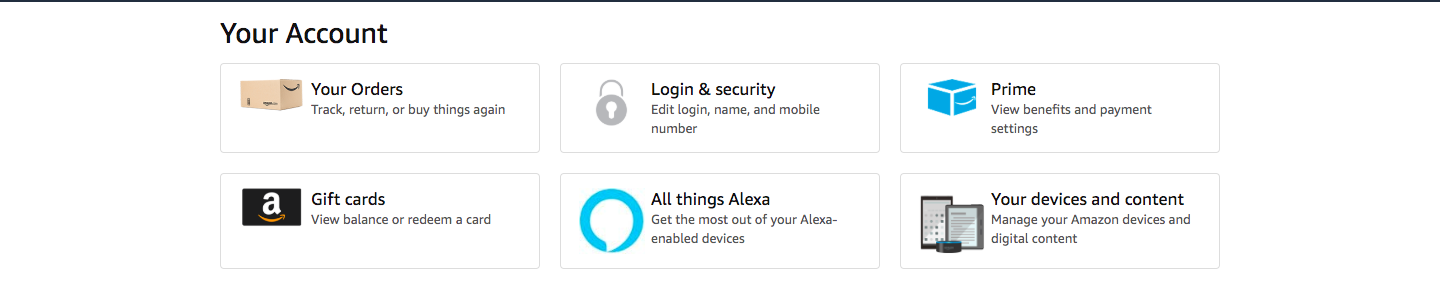 Your Account
Your Orders
Track, return, or buy things again
Login & security
Edit login, name, and mobile
number
Prime
View benefits and payment
settings
Gift cards
View balance or redeem a card
All things Alexa
Get the most out of your Alexa-
enabled devices
Your devices and content
Manage your Amazon devices and
digital content